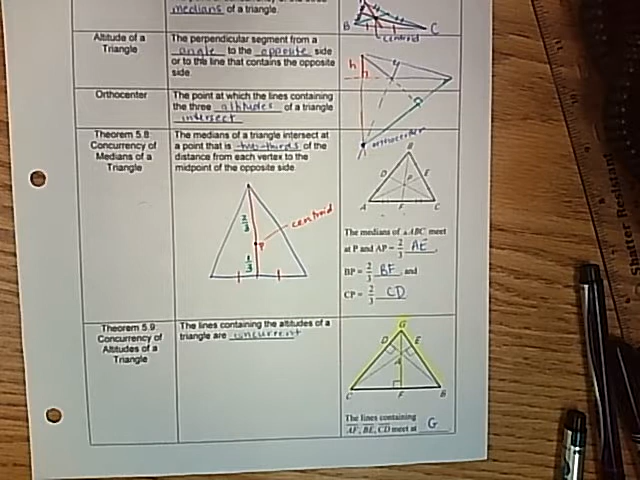 medians of a triangle.
B
C
centroid
Altitude of a
Triangle
The perpendicular segment from a
angle to the opposite side
or to the line that contains the opposite
side.
h
Orthocenter
The point at which the lines containing
the three altitudes of a triangle
intersect
orthocenter
Theorem 5.8
Concurrency of
Medians of a
Triangle
The medians of a triangle intersect at
a point that is two-thirds of the
distance from each vertex to the
midpoint of the opposite side.
2/3
P
1/3
centroid
B
D
E
P
A
F
C
The medians of ▵ABC meet
at P and AP = 2/3 AE,
BP = 2/3 BF, and
CP = 2/3 CD
Theorem 5.9
Concurrency of
Altitudes of a
Triangle
The lines containing the altitudes of a
triangle are concurrent
G
D
E
A
C
F
B
The lines containing
AF, BE, CD meet at G
Shatter Resistant